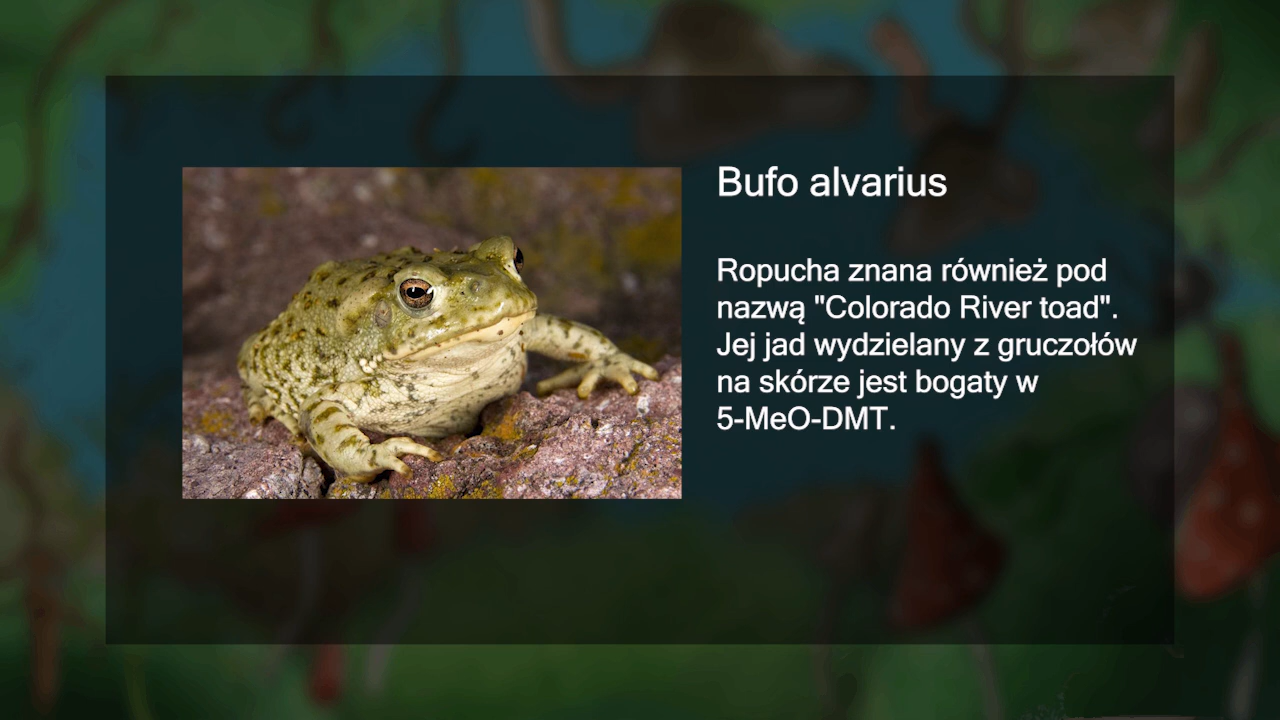 Bufo alvarius
Ropucha znana również pod
nazwą "Colorado River toad".
Jej jad wydzielany z gruczołów
na skórze jest bogaty w
5-MeO-DMT.